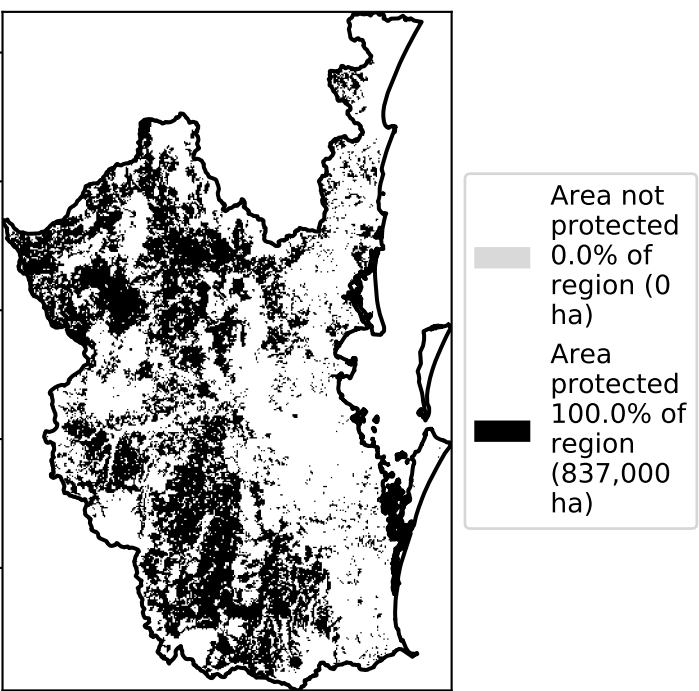 Area not
protected
0.0% of
region (0
ha)
Area
protected
100.0% of
region
(837,000
ha)